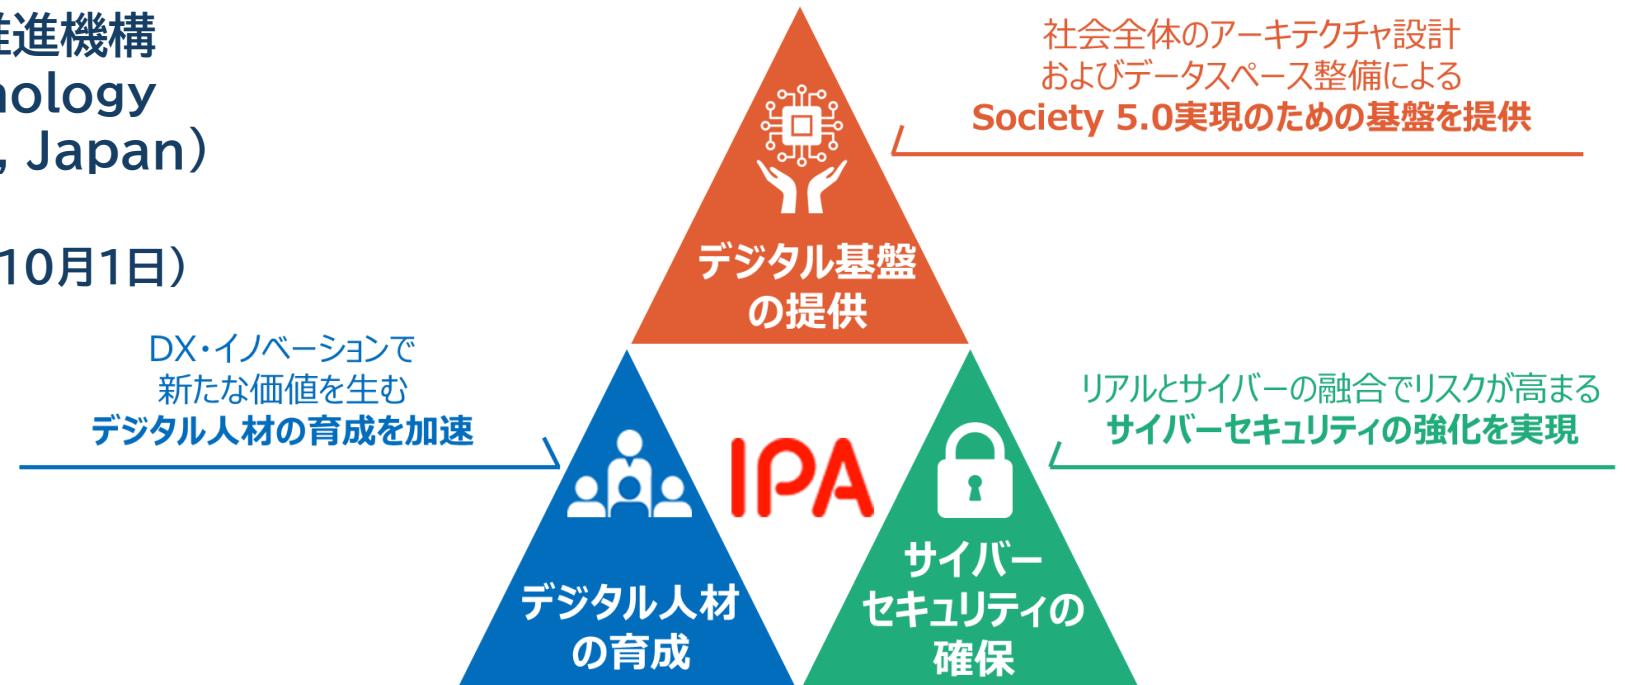 進機構
nology
, Japan）
10月1日）
社会全体のアーキテクチャ設計
およびデータスペース整備による
Society 5.0実現のための基盤を提供
デジタル基盤
の提供
DX・イノベーションで
新たな価値を生む
デジタル人材の育成を加速
リアルとサイバーの融合でリスクが高まる
サイバーセキュリティの強化を実現
IPA
デジタル人材
の育成
サイバー
セキュリティの
確保